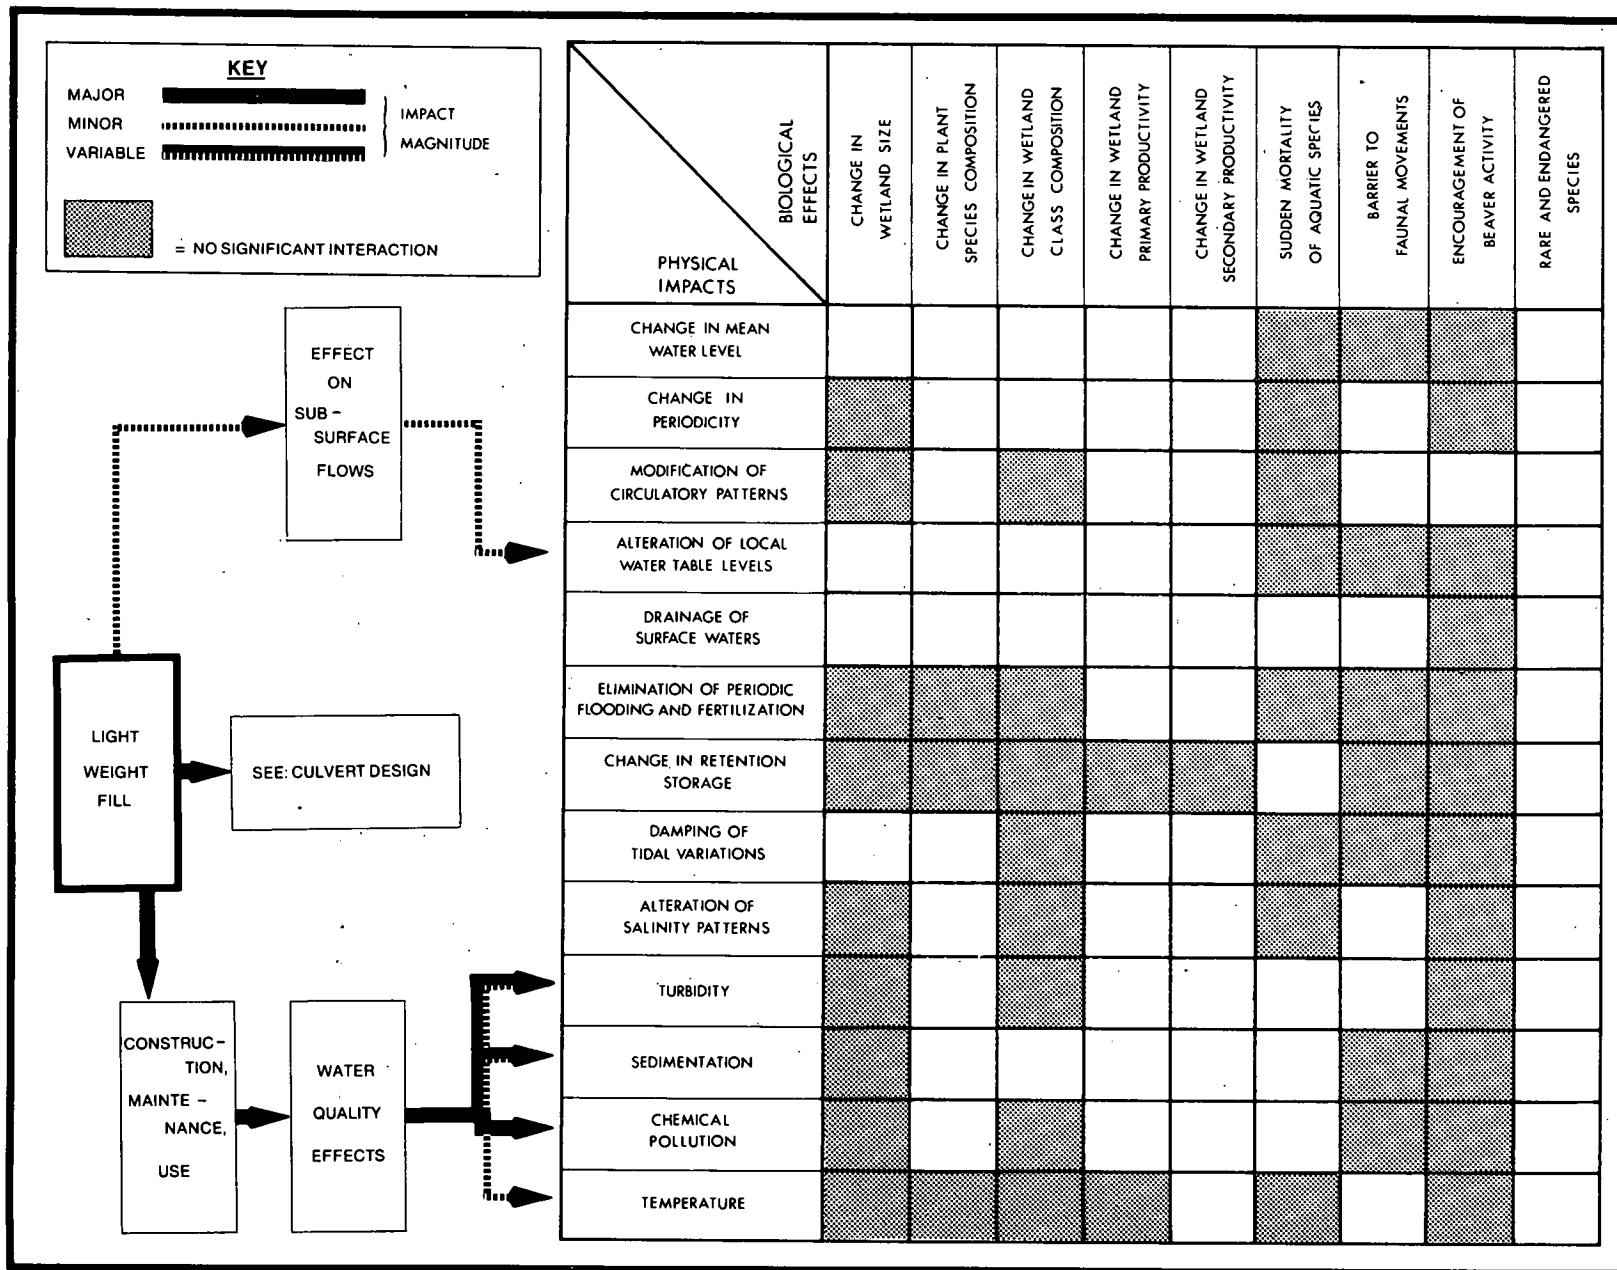 KEY
MAJOR
MINOR
VARIABLE
IMPACT
MAGNITUDE
= NO SIGNIFICANT INTERACTION
EFFECT
ON
SUB-
SURFACE
FLOWS
LIGHT
WEIGHT
FILL
SEE: CULVERT DESIGN
CONSTRUC-
TION,
MAINTE-
NANCE,
USE
WATER
QUALITY
EFFECTS
BIOLOGICAL
EFFECTS
PHYSICAL
IMPACTS
CHANGE IN
WETLAND SIZE
CHANGE IN PLANT
SPECIES COMPOSITION
CHANGE IN WETLAND
CLASS COMPOSITION
CHANGE IN WETLAND
PRIMARY PRODUCTIVITY
CHANGE IN WETLAND
SECONDARY PRODUCTIVITY
SUDDEN MORTALITY
OF AQUATIC SPECIES
BARRIER TO
FAUNAL MOVEMENTS
ENCOURAGEMENT OF
BEAVER ACTIVITY
RARE AND ENDANGERED
SPECIES
CHANGE IN MEAN
WATER LEVEL
CHANGE IN
PERIODICITY
MODIFICATION OF
CIRCULATORY PATTERNS
ALTERATION OF LOCAL
WATER TABLE LEVELS
DRAINAGE OF
SURFACE WATERS
ELIMINATION OF PERIODIC
FLOODING AND FERTILIZATION
CHANGE IN RETENTION
STORAGE
DAMPING OF
TIDAL VARIATIONS
ALTERATION OF
SALINITY PATTERNS
TURBIDITY
SEDIMENTATION
CHEMICAL
POLLUTION
TEMPERATURE